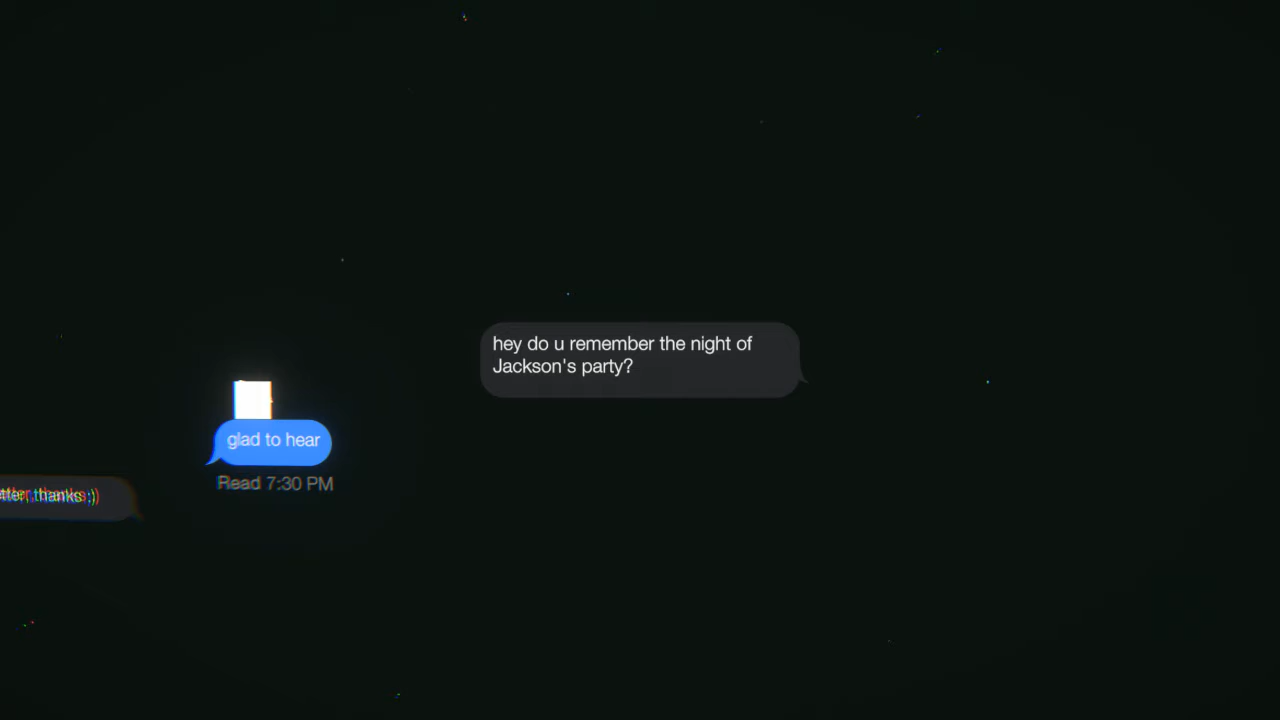 hey do u remember the night of
Jackson's party?
glad to hear
Read 7:30 PM
thanks ;)